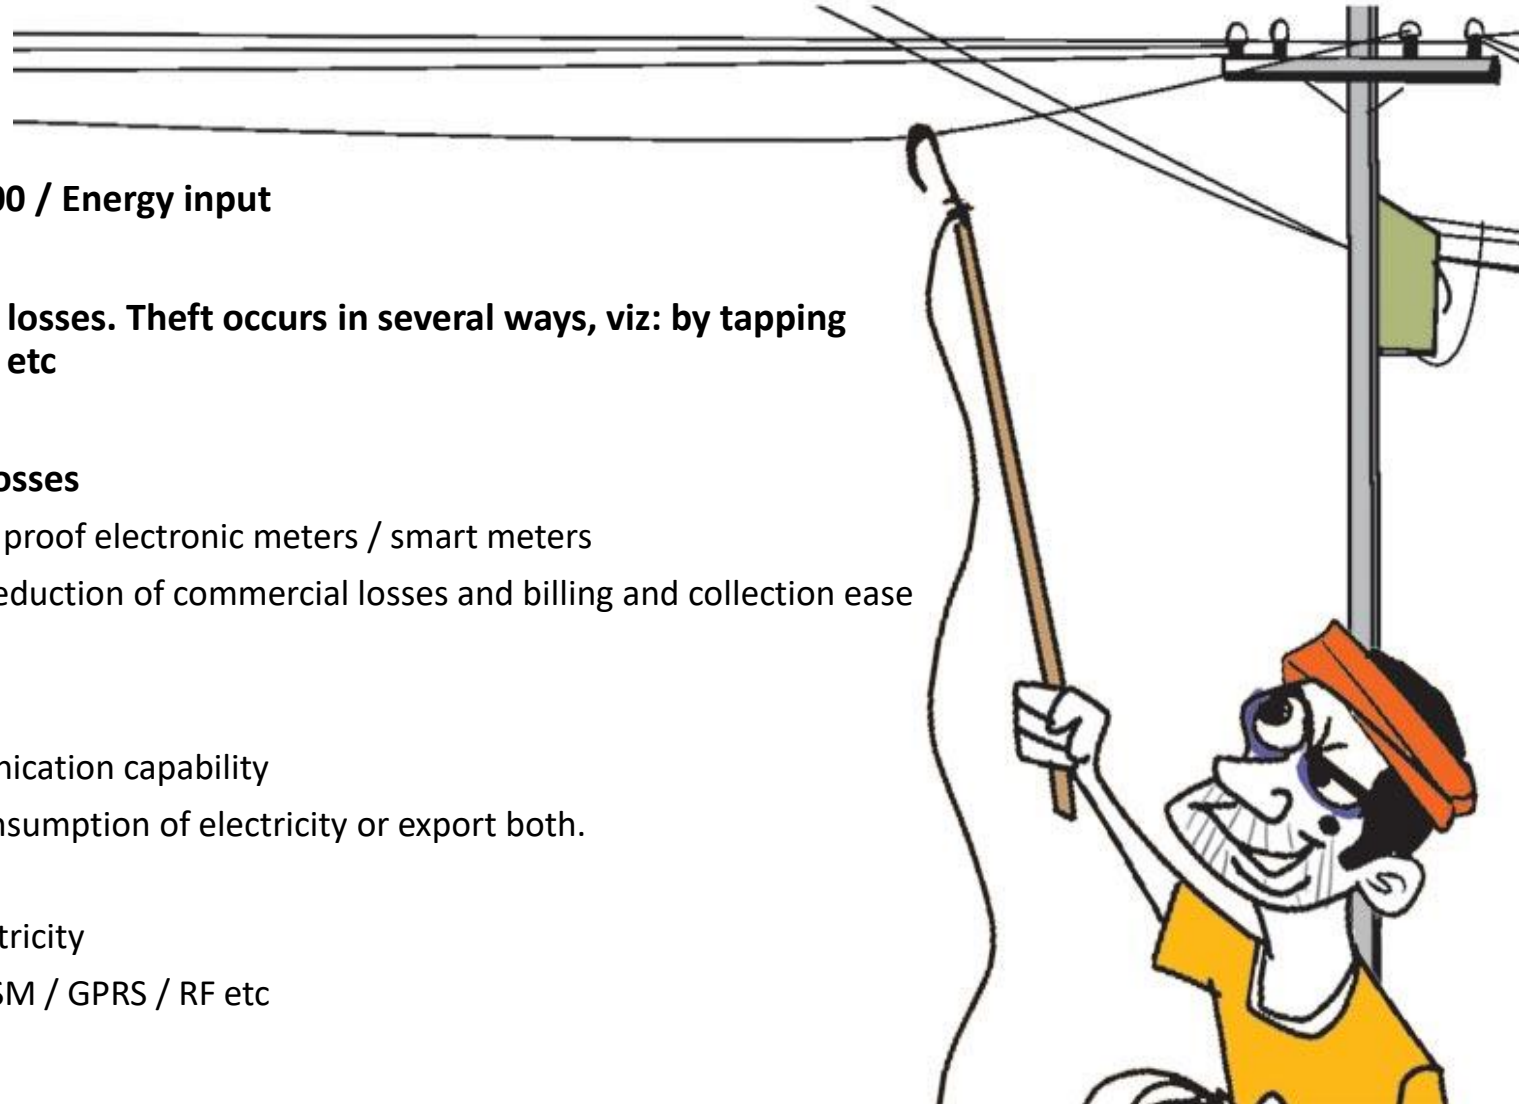 00 / Energy input
losses. Theft occurs in several ways, viz: by tapping
etc
osses
proof electronic meters / smart meters
eduction of commercial losses and billing and collection ease
nication capability
nsumption of electricity or export both.
tricity
SM / GPRS / RF etc